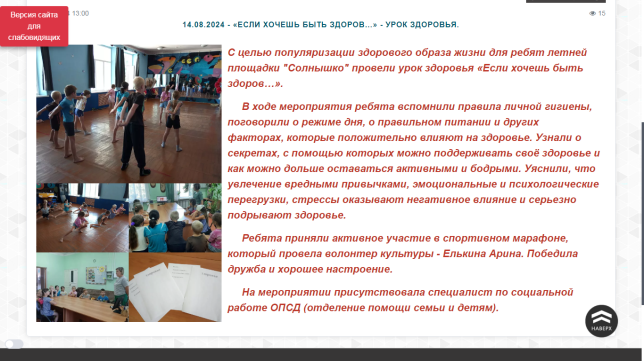 Версия сайта
для
слабовидящих
13:00
15
14.08.2024 - «ЕСЛИ ХОЧЕШЬ БЫТЬ ЗДОРОВ...» - УРОК ЗДОРОВЬЯ.
С целью популяризации здорового образа жизни для ребят летней
площадки "Солнышко" провели урок здоровья «Если хочешь быть
здоров…».
В ходе мероприятия ребята вспомнили правила личной гигиены,
поговорили о режиме дня, о правильном питании и других
факторах, которые положительно влияют на здоровье. Узнали о
секретах, с помощью которых можно поддерживать своё здоровье и
как можно дольше оставаться активными и бодрыми. Уяснили, что
увлечение вредными привычками, эмоциональные и психологические
перегрузки, стрессы оказывают негативное влияние и серьезно
подрывают здоровье.
Ребята приняли активное участие в спортивном марафоне,
который провела волонтер культуры - Елькина Арина. Победила
дружба и хорошее настроение.
На мероприятии присутствовала специалист по социальной
работе ОПСД (отделение помощи семьи и детям).
НАВЕРХ